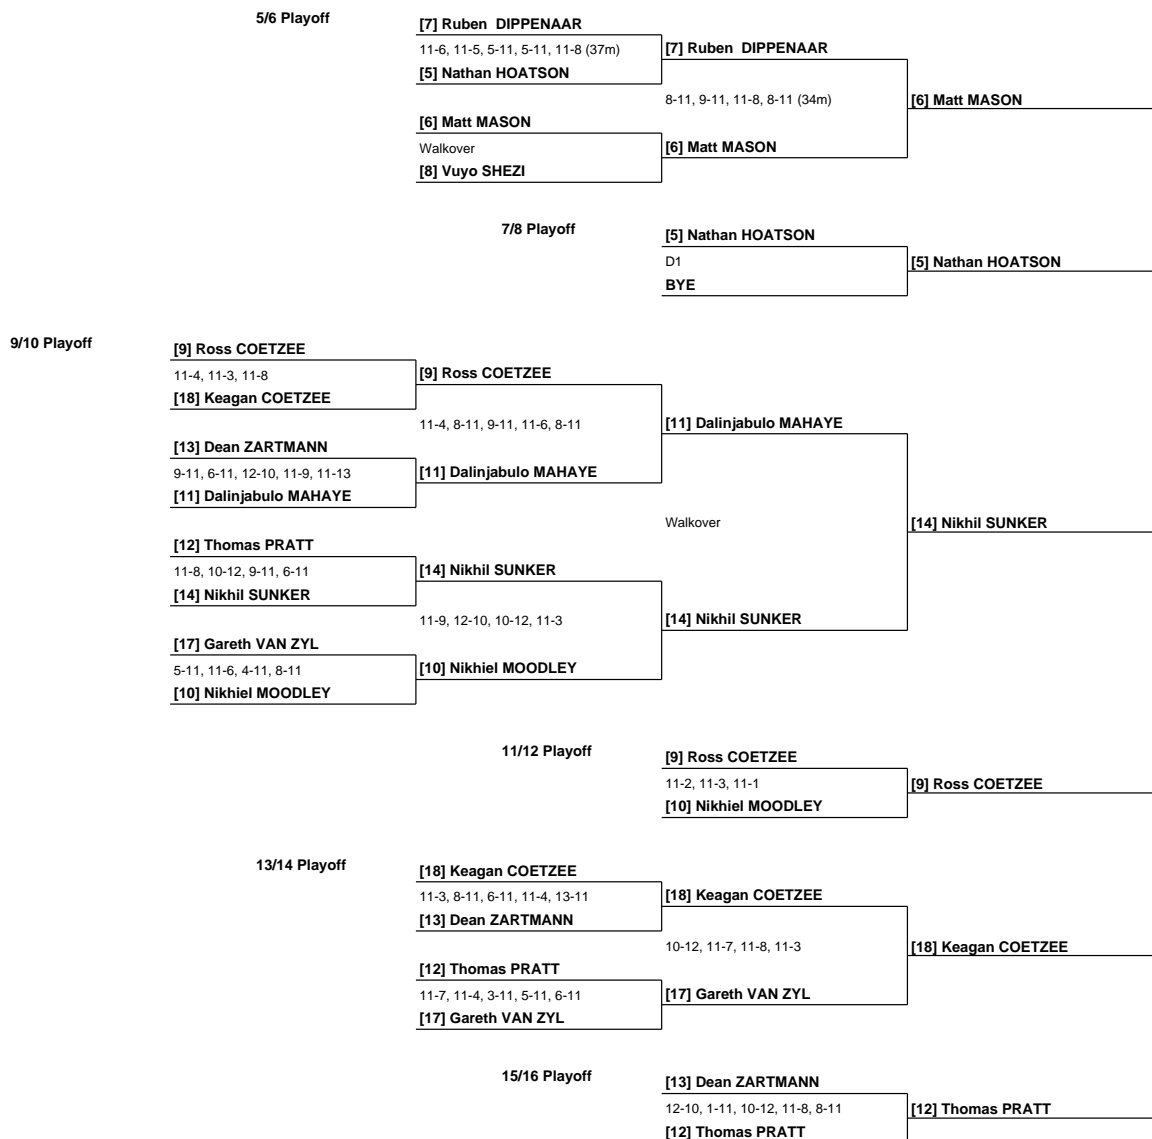 5/6 Playoff
[7] Ruben  DIPPENAAR
11-6, 11-5, 5-11, 5-11, 11-8 (37m)
[5] Nathan HOATSON
[7] Ruben  DIPPENAAR
8-11, 9-11, 11-8, 8-11 (34m)
[6] Matt MASON
[6] Matt MASON
Walkover
[8] Vuyo SHEZI
[6] Matt MASON
7/8 Playoff
[5] Nathan HOATSON
D1
BYE
[5] Nathan HOATSON
9/10 Playoff
[9] Ross COETZEE
11-4, 11-3, 11-8
[18] Keagan COETZEE
[9] Ross COETZEE
11-4, 8-11, 9-11, 11-6, 8-11
[11] Dalinjabulo MAHAYE
[13] Dean ZARTMANN
9-11, 6-11, 12-10, 11-9, 11-13
[11] Dalinjabulo MAHAYE
[11] Dalinjabulo MAHAYE
Walkover
[14] Nikhil SUNKER
[12] Thomas PRATT
11-8, 10-12, 9-11, 6-11
[14] Nikhil SUNKER
[14] Nikhil SUNKER
11-9, 12-10, 10-12, 11-3
[14] Nikhil SUNKER
[17] Gareth VAN ZYL
5-11, 11-6, 4-11, 8-11
[10] Nikhiel MOODLEY
[10] Nikhiel MOODLEY
11/12 Playoff
[9] Ross COETZEE
11-2, 11-3, 11-1
[10] Nikhiel MOODLEY
[9] Ross COETZEE
13/14 Playoff
[18] Keagan COETZEE
11-3, 8-11, 6-11, 11-4, 13-11
[13] Dean ZARTMANN
[18] Keagan COETZEE
10-12, 11-7, 11-8, 11-3
[18] Keagan COETZEE
[12] Thomas PRATT
11-7, 11-4, 3-11, 5-11, 6-11
[17] Gareth VAN ZYL
[17] Gareth VAN ZYL
15/16 Playoff
[13] Dean ZARTMANN
12-10, 1-11, 10-12, 11-8, 8-11
[12] Thomas PRATT
[12] Thomas PRATT